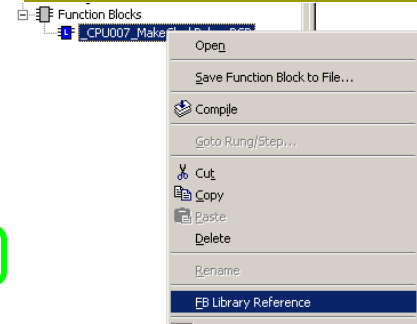 Function Blocks
_CPU007_Make
Open
Save Function Block to File...
Compile
Goto Rung/Step...
Cut
Copy
Paste
Delete
Rename
FB Library Reference